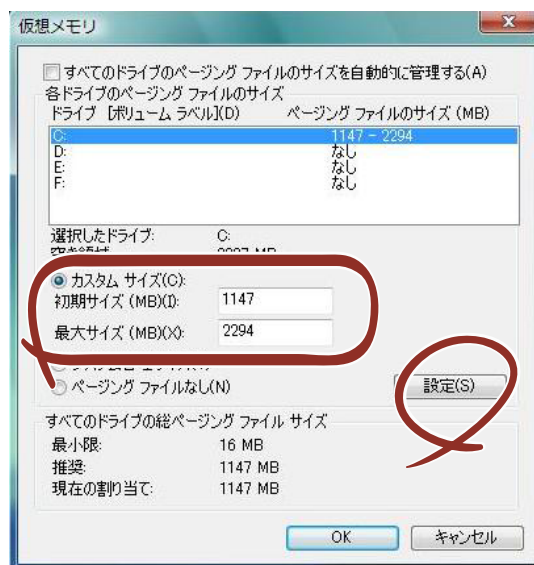 仮想メモリ
すべてのドライブのページング ファイルのサイズを自動的に管理する(A)
各ドライブのページング ファイルのサイズ
ドライブ [ボリューム ラベル](D) ページング ファイルのサイズ (MB)
C: 1147 - 2294
D: なし
E: なし
F: なし
選択したドライブ: C:
カスタム サイズ(C):
初期サイズ (MB)(I): 1147
最大サイズ (MB)(X): 2294
ページング ファイルなし(N) 設定(S)
すべてのドライブの総ページング ファイル サイズ
最小限: 16 MB
推奨: 1147 MB
現在の割り当て: 1147 MB
OK キャンセル